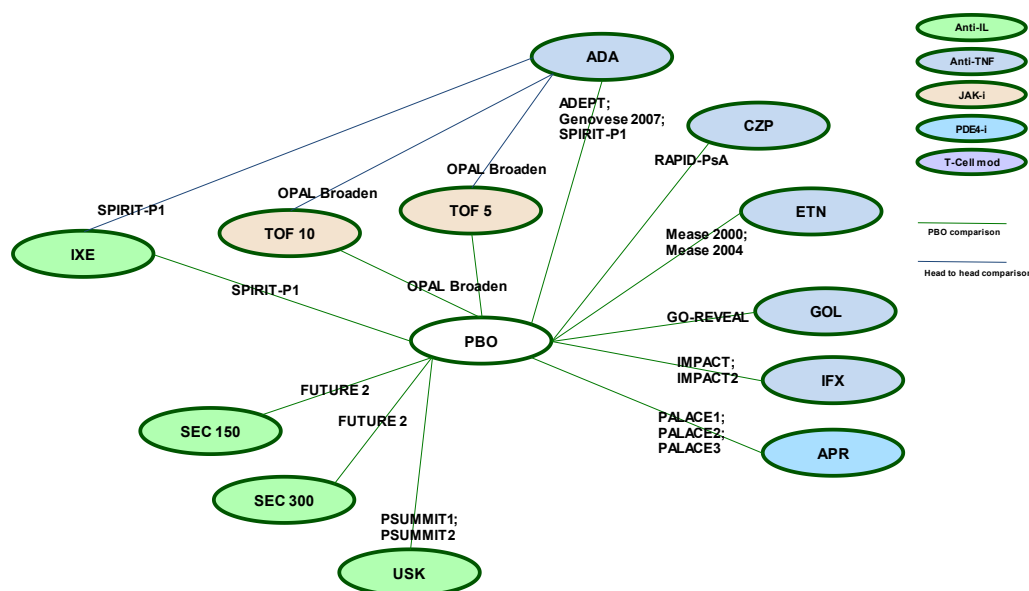 Anti-IL
Anti-TNF
JAK-i
PDE4-i
T-Cell mod
PBO comparison
Head to head comparison
ADA
ADEPT;
Genovese 2007;
SPIRIT-P1
CZP
RAPID-PsA
OPAL Broaden
OPAL Broaden
SPIRIT-P1
TOF 10
TOF 5
ETN
Mease 2000;
Mease 2004
IXE
SPIRIT-P1
OPAL Broaden
GOL
GO-REVEAL
PBO
IMPACT;
IMPACT2
IFX
FUTURE 2
FUTURE 2
PALACE1;
PALACE2;
PALACE3
APR
SEC 150
SEC 300
PSUMMIT1;
PSUMMIT2
USK